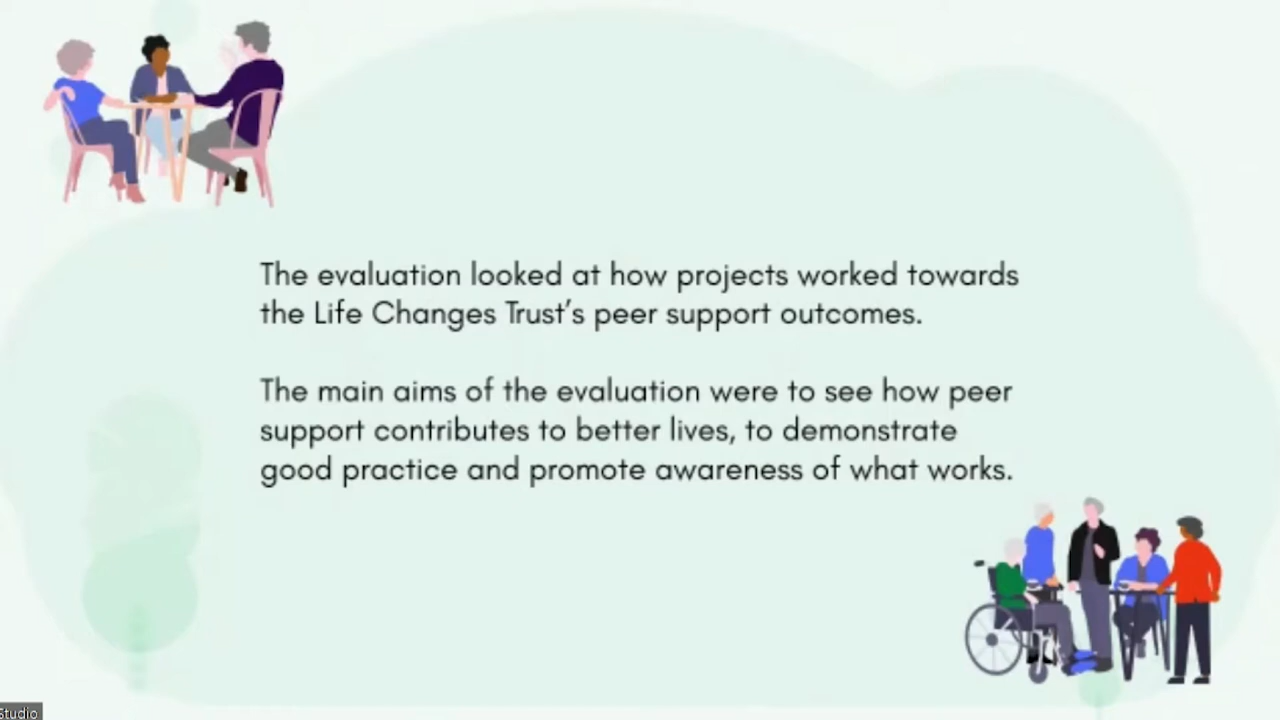 The evaluation looked at how projects worked towards
the Life Changes Trust's peer support outcomes.
The main aims of the evaluation were to see how peer
support contributes to better lives, to demonstrate
good practice and promote awareness of what works.
Studio